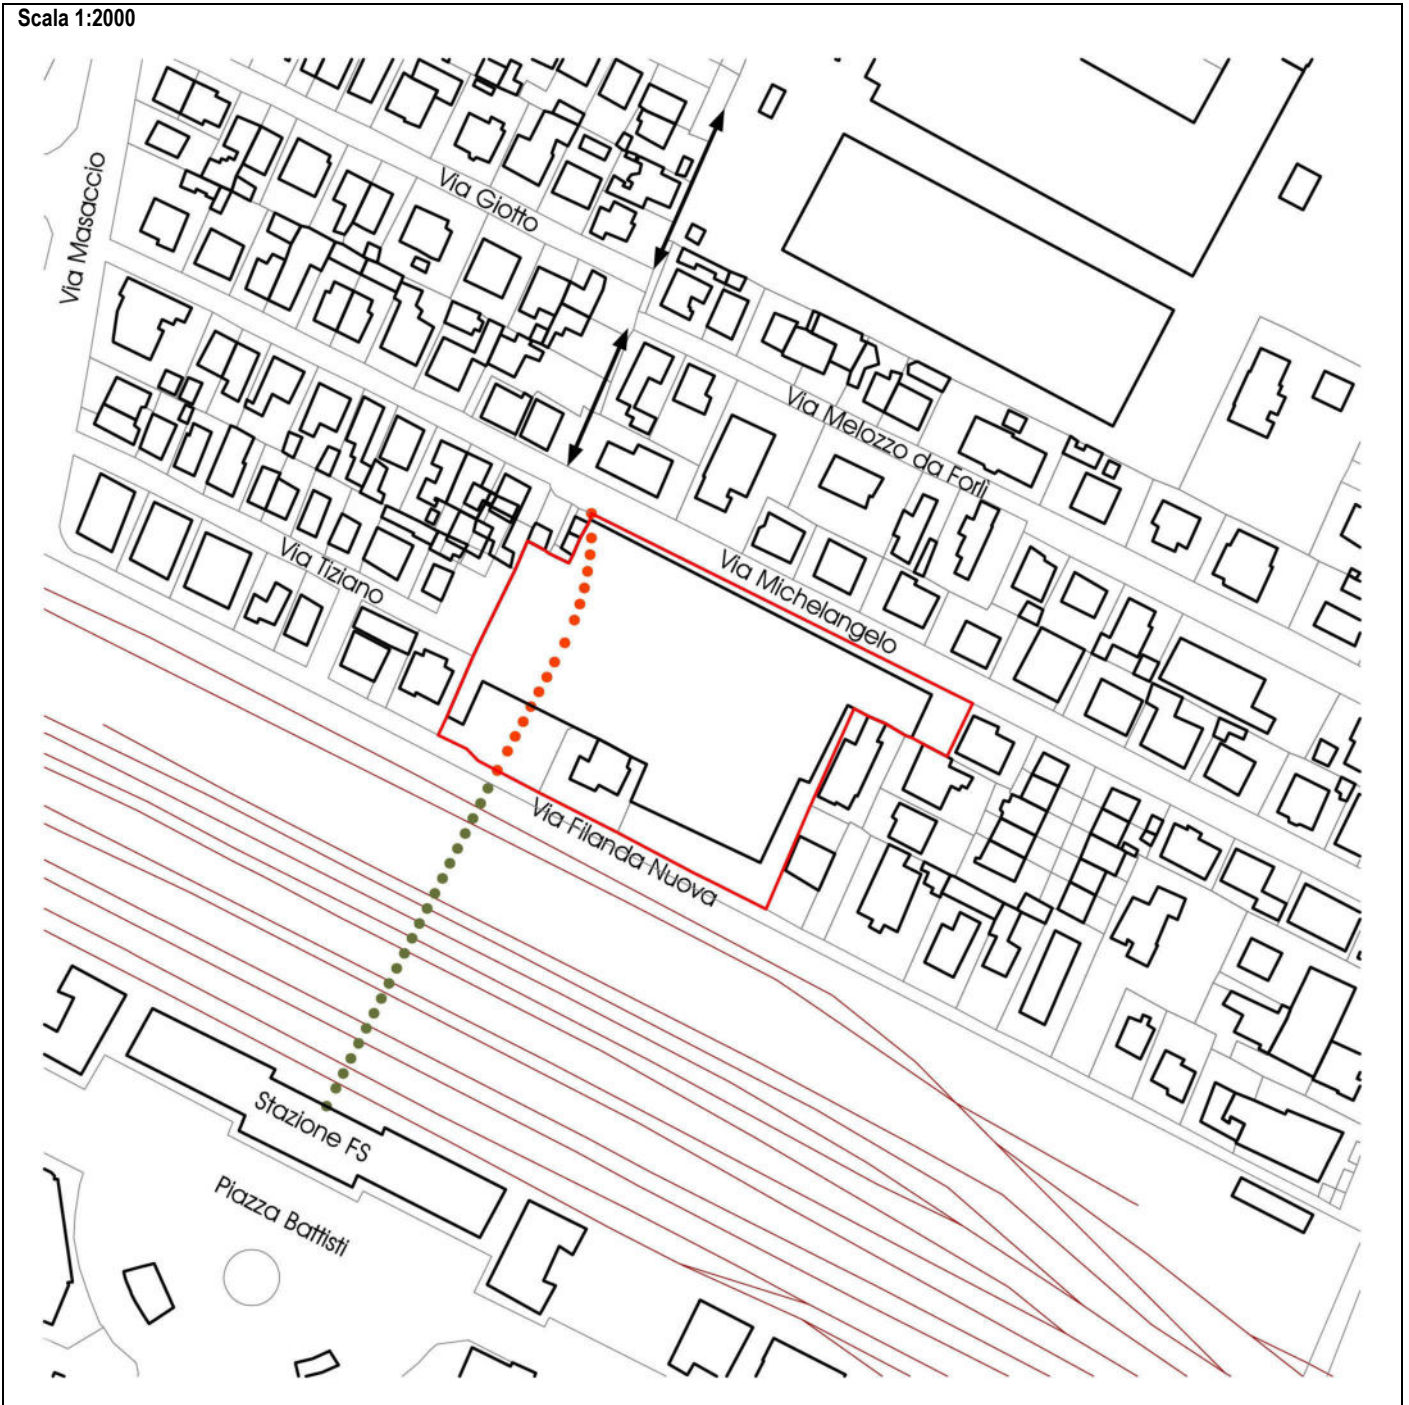 Scala 1:2000
Via Masaccio
Via Giotto
Via Melozzo da Forlì
Via Tiziano
Via Michelangelo
Via Filanda Nuova
Stazione FS
Piazza Battisti